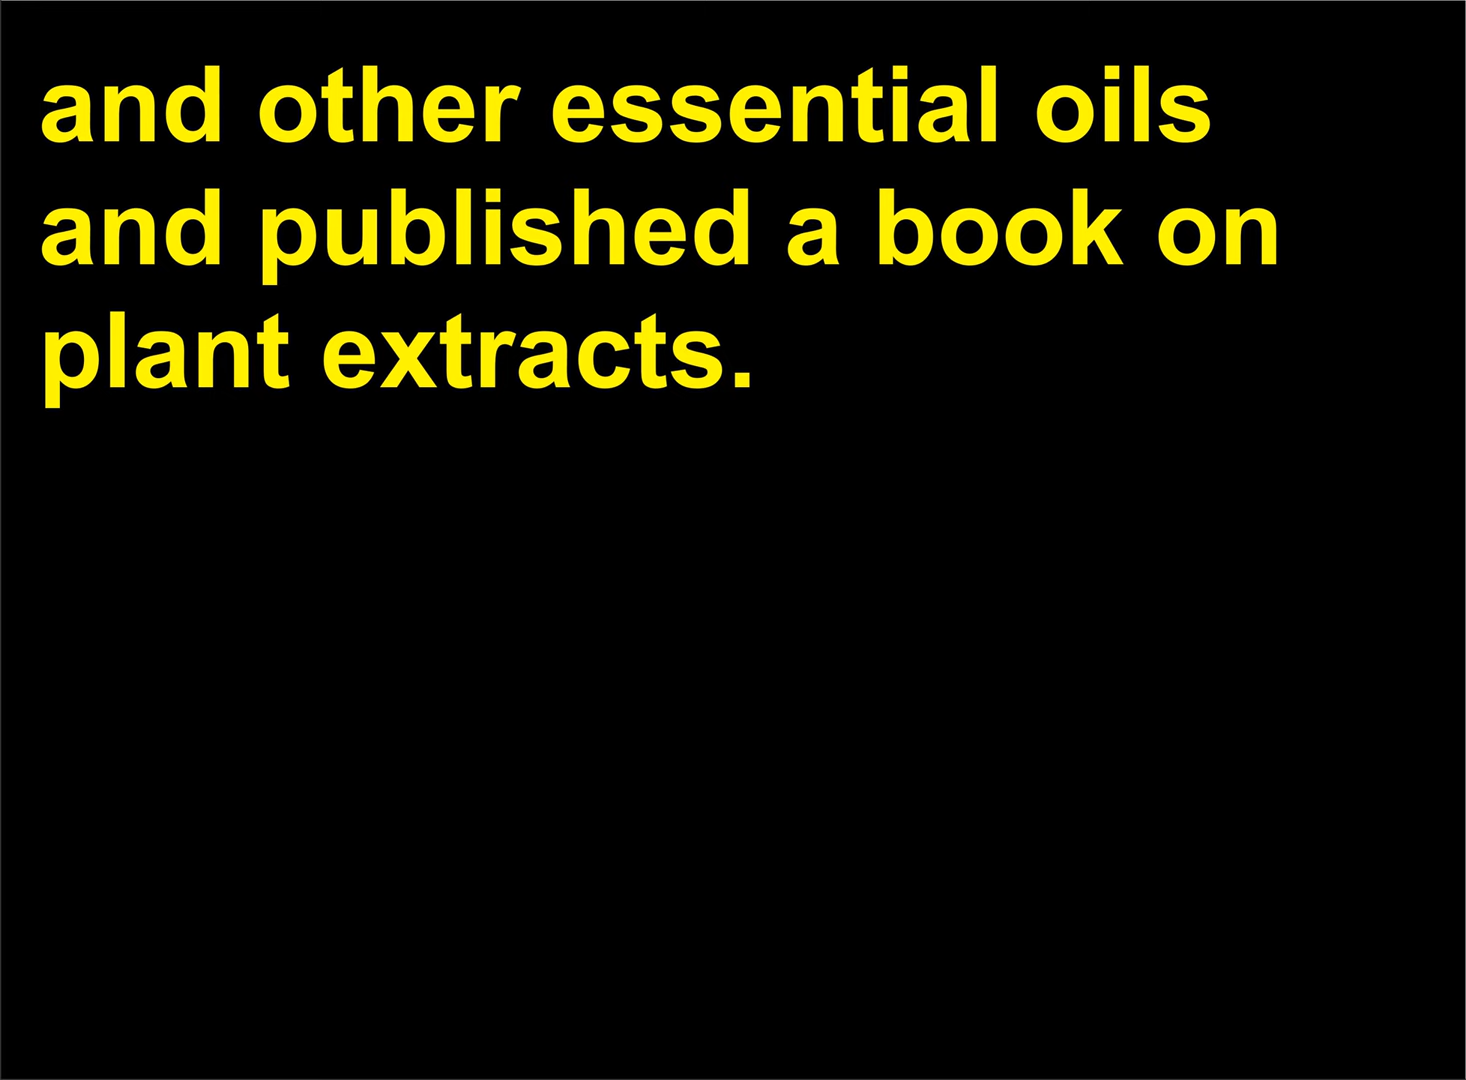 and other essential oils
and published a book on
plant extracts.